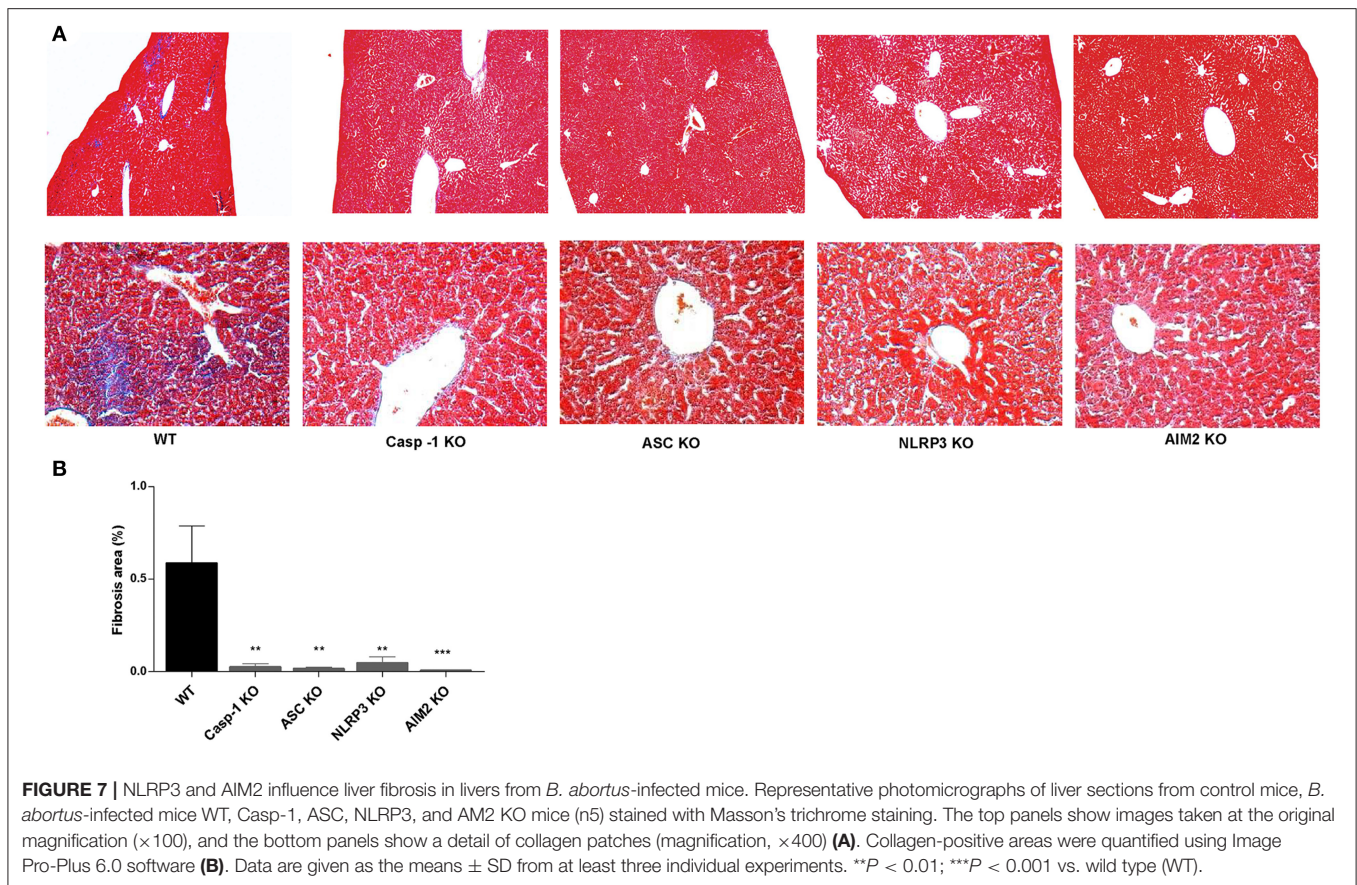 A
WT
Casp -1 KO
ASC KO
NLRP3 KO
AIM2 KO
B
Fibrosis area (%)
1.0
0.5
0.0
**
**
**
***
WT
Casp-1 KO
ASC KO
NLRP3 KO
AIM2 KO
FIGURE 7 | NLRP3 and AIM2 influence liver fibrosis in livers from B. abortus-infected mice. Representative photomicrographs of liver sections from control mice, B.
abortus-infected mice WT, Casp-1, ASC, NLRP3, and AM2 KO mice (n5) stained with Masson's trichrome staining. The top panels show images taken at the original
magnification (×100), and the bottom panels show a detail of collagen patches (magnification, ×400) (A). Collagen-positive areas were quantified using Image
Pro-Plus 6.0 software (B). Data are given as the means ± SD from at least three individual experiments. **P < 0.01; ***P < 0.001 vs. wild type (WT).